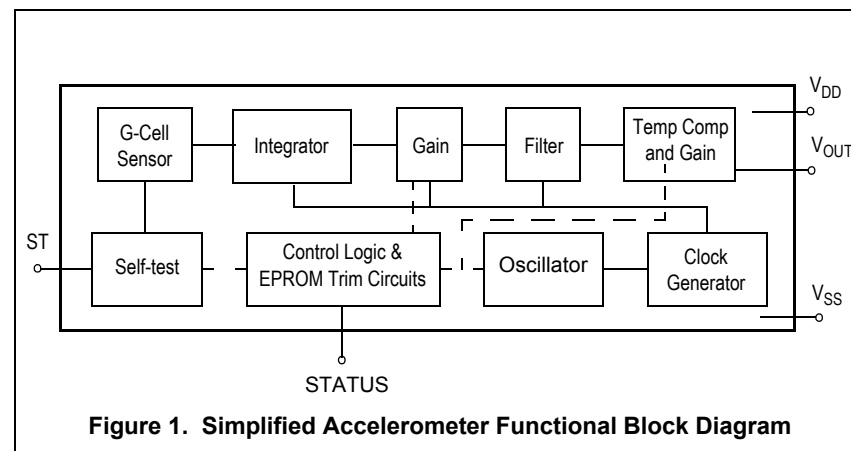 V_DD
G-Cell
Sensor
Integrator
Gain
Filter
Temp Comp
and Gain
V_OUT
ST
Self-test
Control Logic &
EPROM Trim Circuits
Oscillator
Clock
Generator
V_SS
STATUS
Figure 1. Simplified Accelerometer Functional Block Diagram